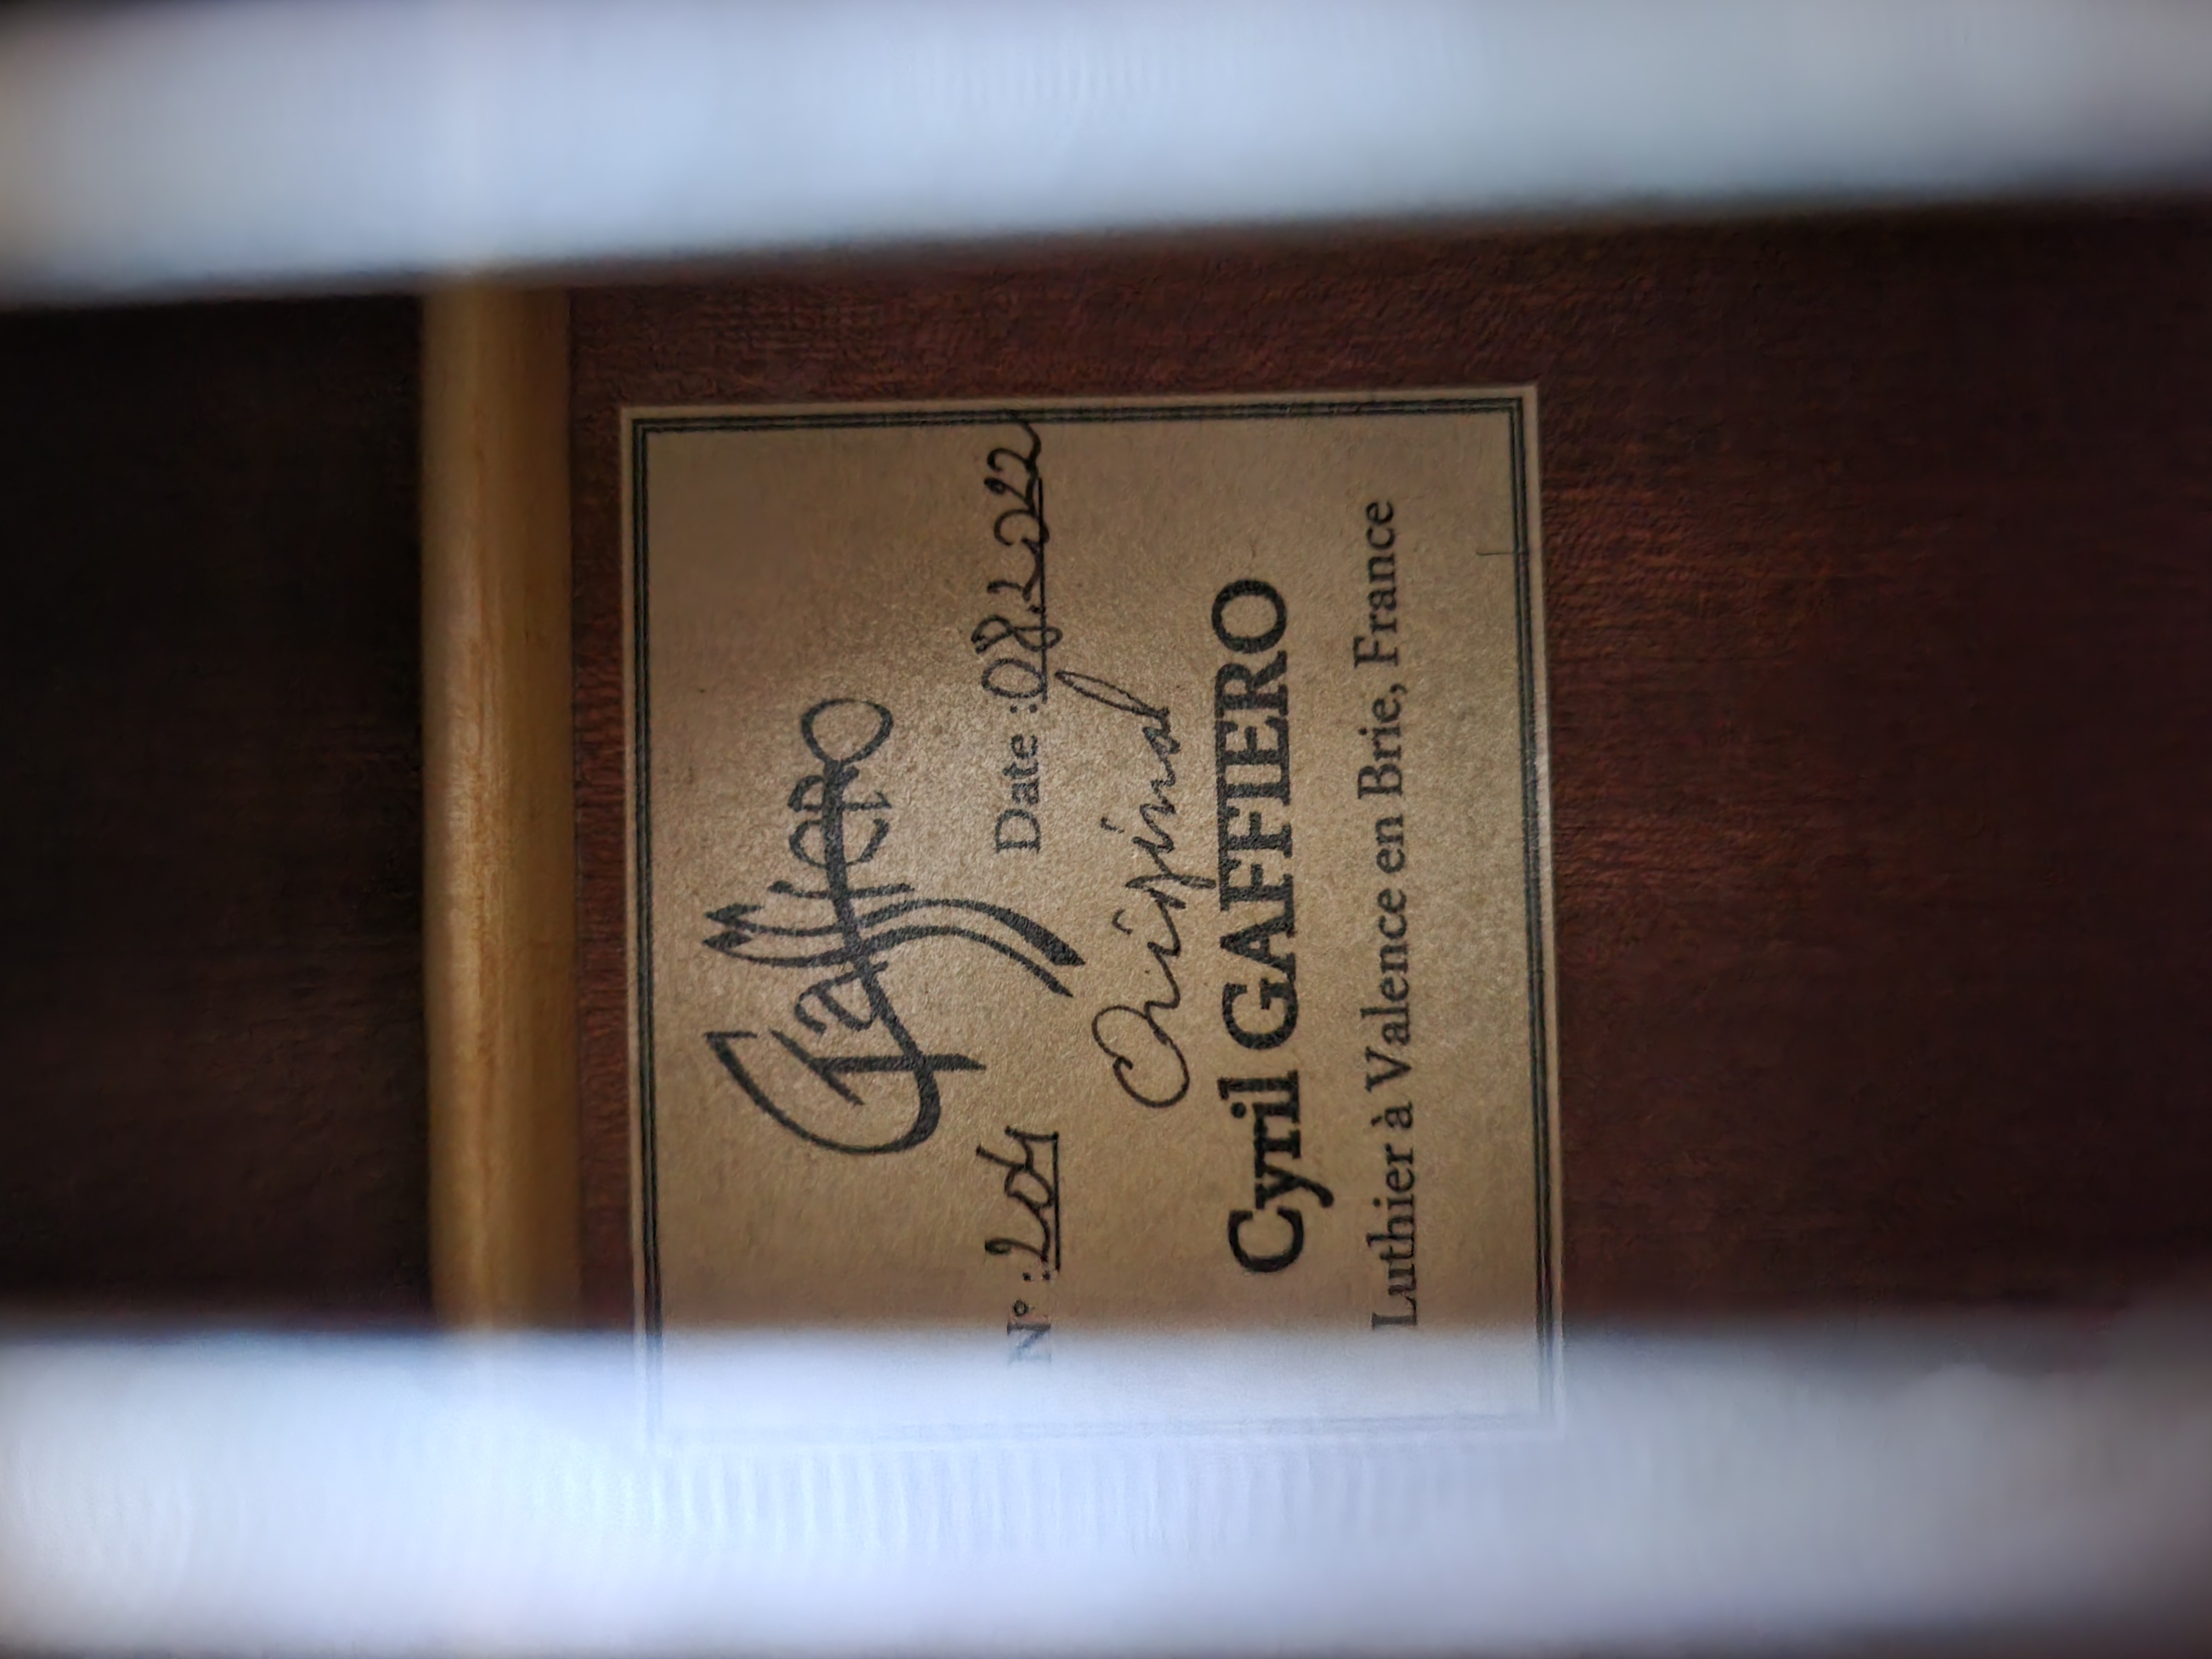 Gaffiero
N° : 204 Date : 08.2022
Original
Cyril GAFFIERO
Luthier à Valence en Brie, France